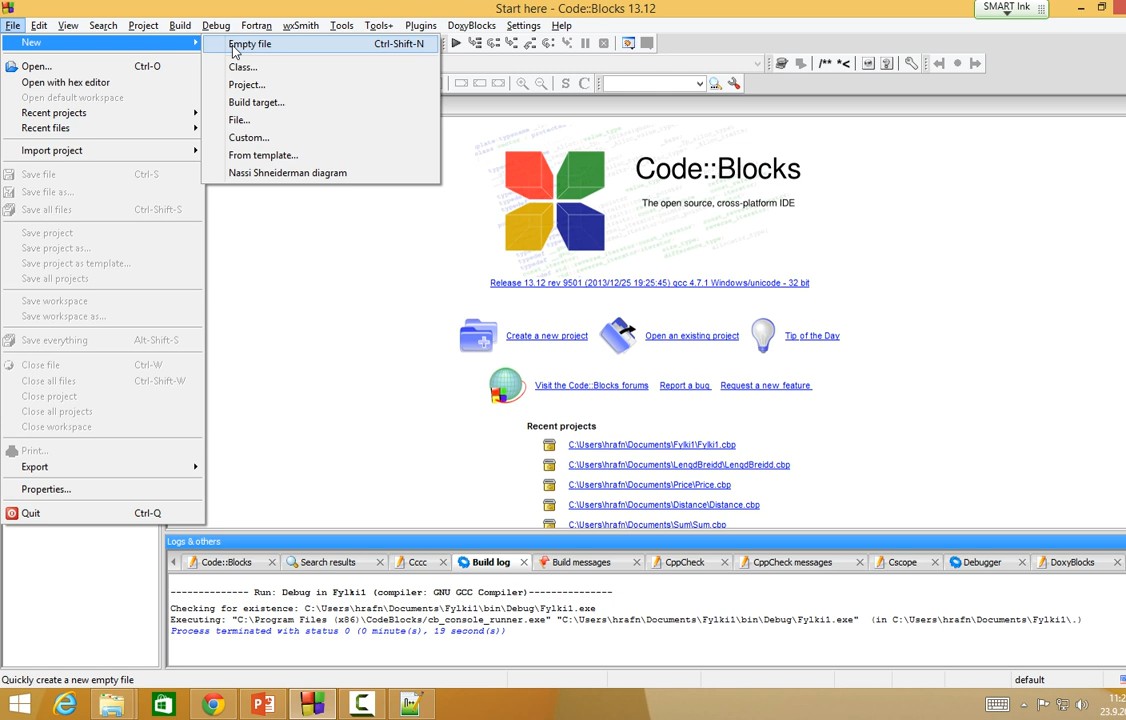 Start here - Code::Blocks 13.12
SMART Ink
File Edit View Search Project Build Debug Fortran wxSmith Tools Tools+ Plugins DoxyBlocks Settings Help
New
Open... Ctrl-O
Open with hex editor
Open default workspace
Recent projects
Recent files
Import project
Save file Ctrl-S
Save file as...
Save all files Ctrl-Shift-S
Save project
Save project as...
Save project as template...
Save all projects
Save workspace
Save workspace as...
Save everything Alt-Shift-S
Close file Ctrl-W
Close all files Ctrl-Shift-W
Close project
Close all projects
Close workspace
Print... Ctrl-P
Export
Properties...
Quit Ctrl-Q
Empty file Ctrl-Shift-N
Class...
Project...
Build target...
File...
Custom...
From template...
Nassi Shneiderman diagram
/** *<
S C
Code::Blocks
The open source, cross-platform IDE
Release 13.12 rev 9501 (2013/12/25 19:25:45) gcc 4.7.1 Windows/unicode - 32 bit
Create a new project Open an existing project Tip of the Day
Visit the Code::Blocks forums Report a bug Request a new feature
Recent projects
C:\Users\hrafn\Documents\Fylki1\Fylki1.cbp
C:\Users\hrafn\Documents\LengdBreidd\LengdBreidd.cbp
C:\Users\hrafn\Documents\Price\Price.cbp
C:\Users\hrafn\Documents\Distance\Distance.cbp
C:\Users\hrafn\Documents\Sum\Sum.cbp
Logs & others
Code::Blocks Search results Cccc Build log Build messages CppCheck CppCheck messages Cscope Debugger DoxyBlocks
-------------- Run: Debug in Fylki1 (compiler: GNU GCC Compiler)---------------
Checking for existence: C:\Users\hrafn\Documents\Fylki1\bin\Debug\Fylki1.exe
Executing: "C:\Program Files (x86)\CodeBlocks/cb_console_runner.exe" "C:\Users\hrafn\Documents\Fylki1\bin\Debug\Fylki1.exe" (in C:\Users\hrafn\Documents\Fylki1\.)
Process terminated with status 0 (0 minute(s), 19 second(s))
Quickly create a new empty file
default